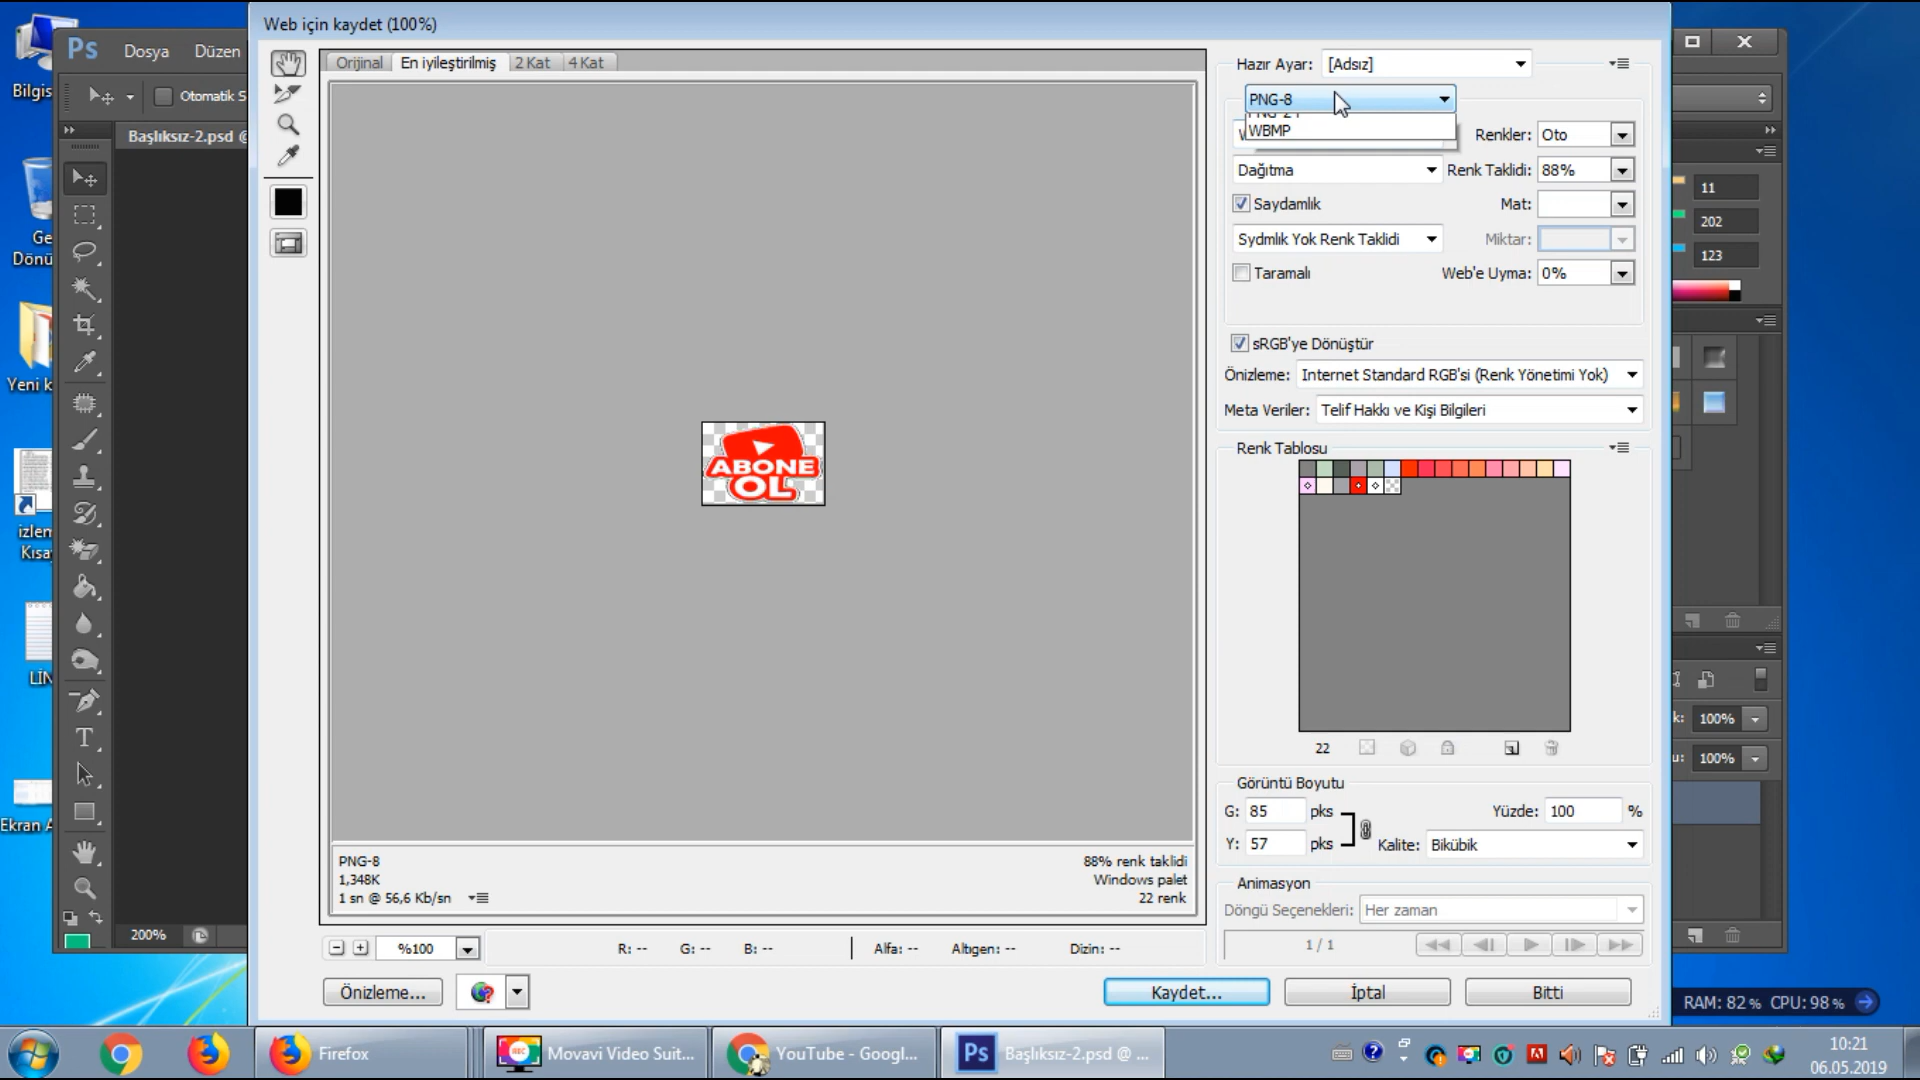 Web için kaydet (100%)
Ps
Dosya
Düzen
Bilgis
Otomatik S
Başlıksız-2.psd @
Ge
Dönü
Yeni k
izlem
Kısa
LİN
Ekran A
200%
Orijinal
En iyileştirilmiş
2 Kat
4 Kat
ABONE
OL
PNG-8
1,348K
1 sn @ 56,6 Kb/sn
88% renk taklidi
Windows palet
22 renk
%100
R: --
G: --
B: --
Alfa: --
Altıgen: --
Dizin: --
Önizleme...
Hazır Ayar: [Adsız]
PNG-8
WBMP
Renkler: Oto
Dağıtma
Renk Taklidi: 88%
Saydamlık
Mat:
Sydmlik Yok Renk Taklidi
Miktar:
Taramalı
Web'e Uyma: 0%
sRGB'ye Dönüştür
Önizleme: Internet Standard RGB'si (Renk Yönetimi Yok)
Meta Veriler: Telif Hakkı ve Kişi Bilgileri
Renk Tablosu
22
Görüntü Boyutu
G: 85 pks
Yüzde: 100 %
Y: 57 pks
Kalite: Bikübik
Animasyon
Döngü Seçenekleri: Her zaman
1 / 1
Kaydet...
İptal
Bitti
11
202
123
k: 100%
u: 100%
RAM: 82 % CPU: 98 %
Firefox
REC
Movavi Video Suit...
YouTube - Googl...
Ps
Başlıksız-2.psd @ ...
10:21
06.05.2019